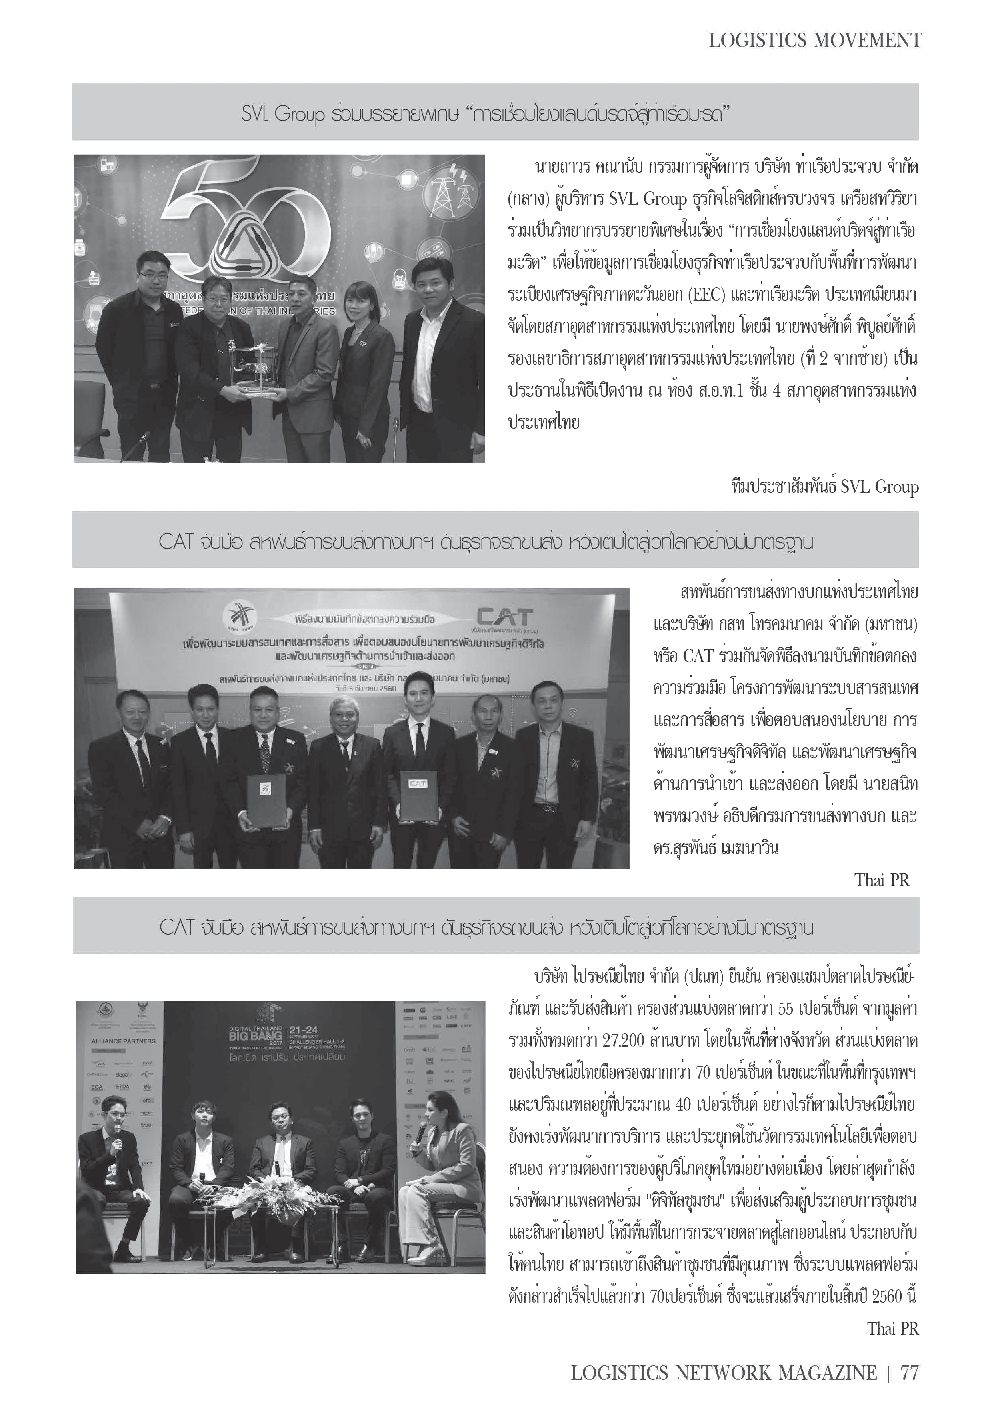 LOGISTICS MOVEMENT
SVL Group ร่วมบรรยายพิเศษ “การเชื่อมโยงแลนด์บริดจ์สู่ท่าเรือมะริด”
50
นายถาวร คณานับ กรรมการผู้จัดการ บริษัท ท่าเรือประจวบ จำกัด
(กลาง) ผู้บริหาร SVL Group ธุรกิจโลจิสติกส์ครบวงจร เครือสหวิริยา
ร่วมเป็นวิทยากรบรรยายพิเศษในเรื่อง “การเชื่อมโยงแลนด์บริดจ์สู่ท่าเรือ
มะริด” เพื่อให้ข้อมูลการเชื่อมโยงธุรกิจท่าเรือประจวบกับพื้นที่การพัฒนา
ระเบียงเศรษฐกิจภาคตะวันออก (EEC) และท่าเรือมะริด ประเทศเมียนมา
จัดโดยสภาอุตสาหกรรมแห่งประเทศไทย โดยมี นายพงษ์ศักดิ์ พิบูลย์ศักดิ์
รองเลขาธิการสภาอุตสาหกรรมแห่งประเทศไทย (ที่ 2 จากซ้าย) เป็น
ประธานในพิธีเปิดงาน ณ ห้อง ส.อ.ท.1 ชั้น 4 สภาอุตสาหกรรมแห่ง
ประเทศไทย
ทีมประชาสัมพันธ์ SVL Group
CAT จับมือ สหพันธ์การขนส่งทางบกฯ ดันธุรกิจรถขนส่ง หวังเติบโตสู่เวทีโลกอย่างมีมาตรฐาน
พิธีลงนามบันทึกข้อตกลงความร่วมมือ
CAT
เพื่อพัฒนาระบบสารสนเทศและการสื่อสาร เพื่อตอบสนองนโยบายการพัฒนาเศรษฐกิจดิจิทัล
และพัฒนาเศรษฐกิจด้านการนำเข้าและส่งออก
CAT
สหพันธ์การขนส่งทางบกแห่งประเทศไทย
และบริษัท กสท โทรคมนาคม จำกัด (มหาชน)
หรือ CAT ร่วมกันจัดพิธีลงนามบันทึกข้อตกลง
ความร่วมมือ โครงการพัฒนาระบบสารสนเทศ
และการสื่อสาร เพื่อตอบสนองนโยบาย การ
พัฒนาเศรษฐกิจดิจิทัล และพัฒนาเศรษฐกิจ
ด้านการนำเข้า และส่งออก โดยมี นายสนิท
พรหมวงษ์ อธิบดีกรมการขนส่งทางบก และ
ดร.สุรพันธ์ เมฆนาวิน
Thai PR
CAT จับมือ สหพันธ์การขนส่งทางบกฯ ดันธุรกิจรถขนส่ง หวังเติบโตสู่เวทีโลกอย่างมีมาตรฐาน
ALLIANCE PARTNERS
DIGITAL THAILAND
BIG BANG
2017
21-24
โลกเปิด เราปรับ ประเทศเปลี่ยน
บริษัท ไปรษณีย์ไทย จำกัด (ปณท) ยืนยัน ครองแชมป์ตลาดไปรษณีย์-
ภัณฑ์ และรับส่งสินค้า ครองส่วนแบ่งตลาดกว่า 55 เปอร์เซ็นต์ จากมูลค่า
รวมทั้งหมดกว่า 27,200 ล้านบาท โดยในพื้นที่ต่างจังหวัด ส่วนแบ่งตลาด
ของไปรษณีย์ไทยถือครองมากกว่า 70 เปอร์เซ็นต์ ในขณะที่ในพื้นที่กรุงเทพฯ
และปริมณฑลอยู่ที่ประมาณ 40 เปอร์เซ็นต์ อย่างไรก็ตามไปรษณีย์ไทย
ยังคงเร่งพัฒนาการบริการ และประยุกต์ใช้นวัตกรรมเทคโนโลยีเพื่อตอบ
สนอง ความต้องการของผู้บริโภคยุคใหม่อย่างต่อเนื่อง โดยล่าสุดกำลัง
เร่งพัฒนาแพลตฟอร์ม "ดิจิทัลชุมชน" เพื่อส่งเสริมผู้ประกอบการชุมชน
และสินค้าโอทอป ให้มีพื้นที่ในการกระจายตลาดสู่โลกออนไลน์ ประกอบกับ
ให้คนไทย สามารถเข้าถึงสินค้าชุมชนที่มีคุณภาพ ซึ่งระบบแพลตฟอร์ม
ดังกล่าวสำเร็จไปแล้วกว่า 70เปอร์เซ็นต์ ซึ่งจะแล้วเสร็จภายในสิ้นปี 2560 นี้
Thai PR
LOGISTICS NETWORK MAGAZINE | 77